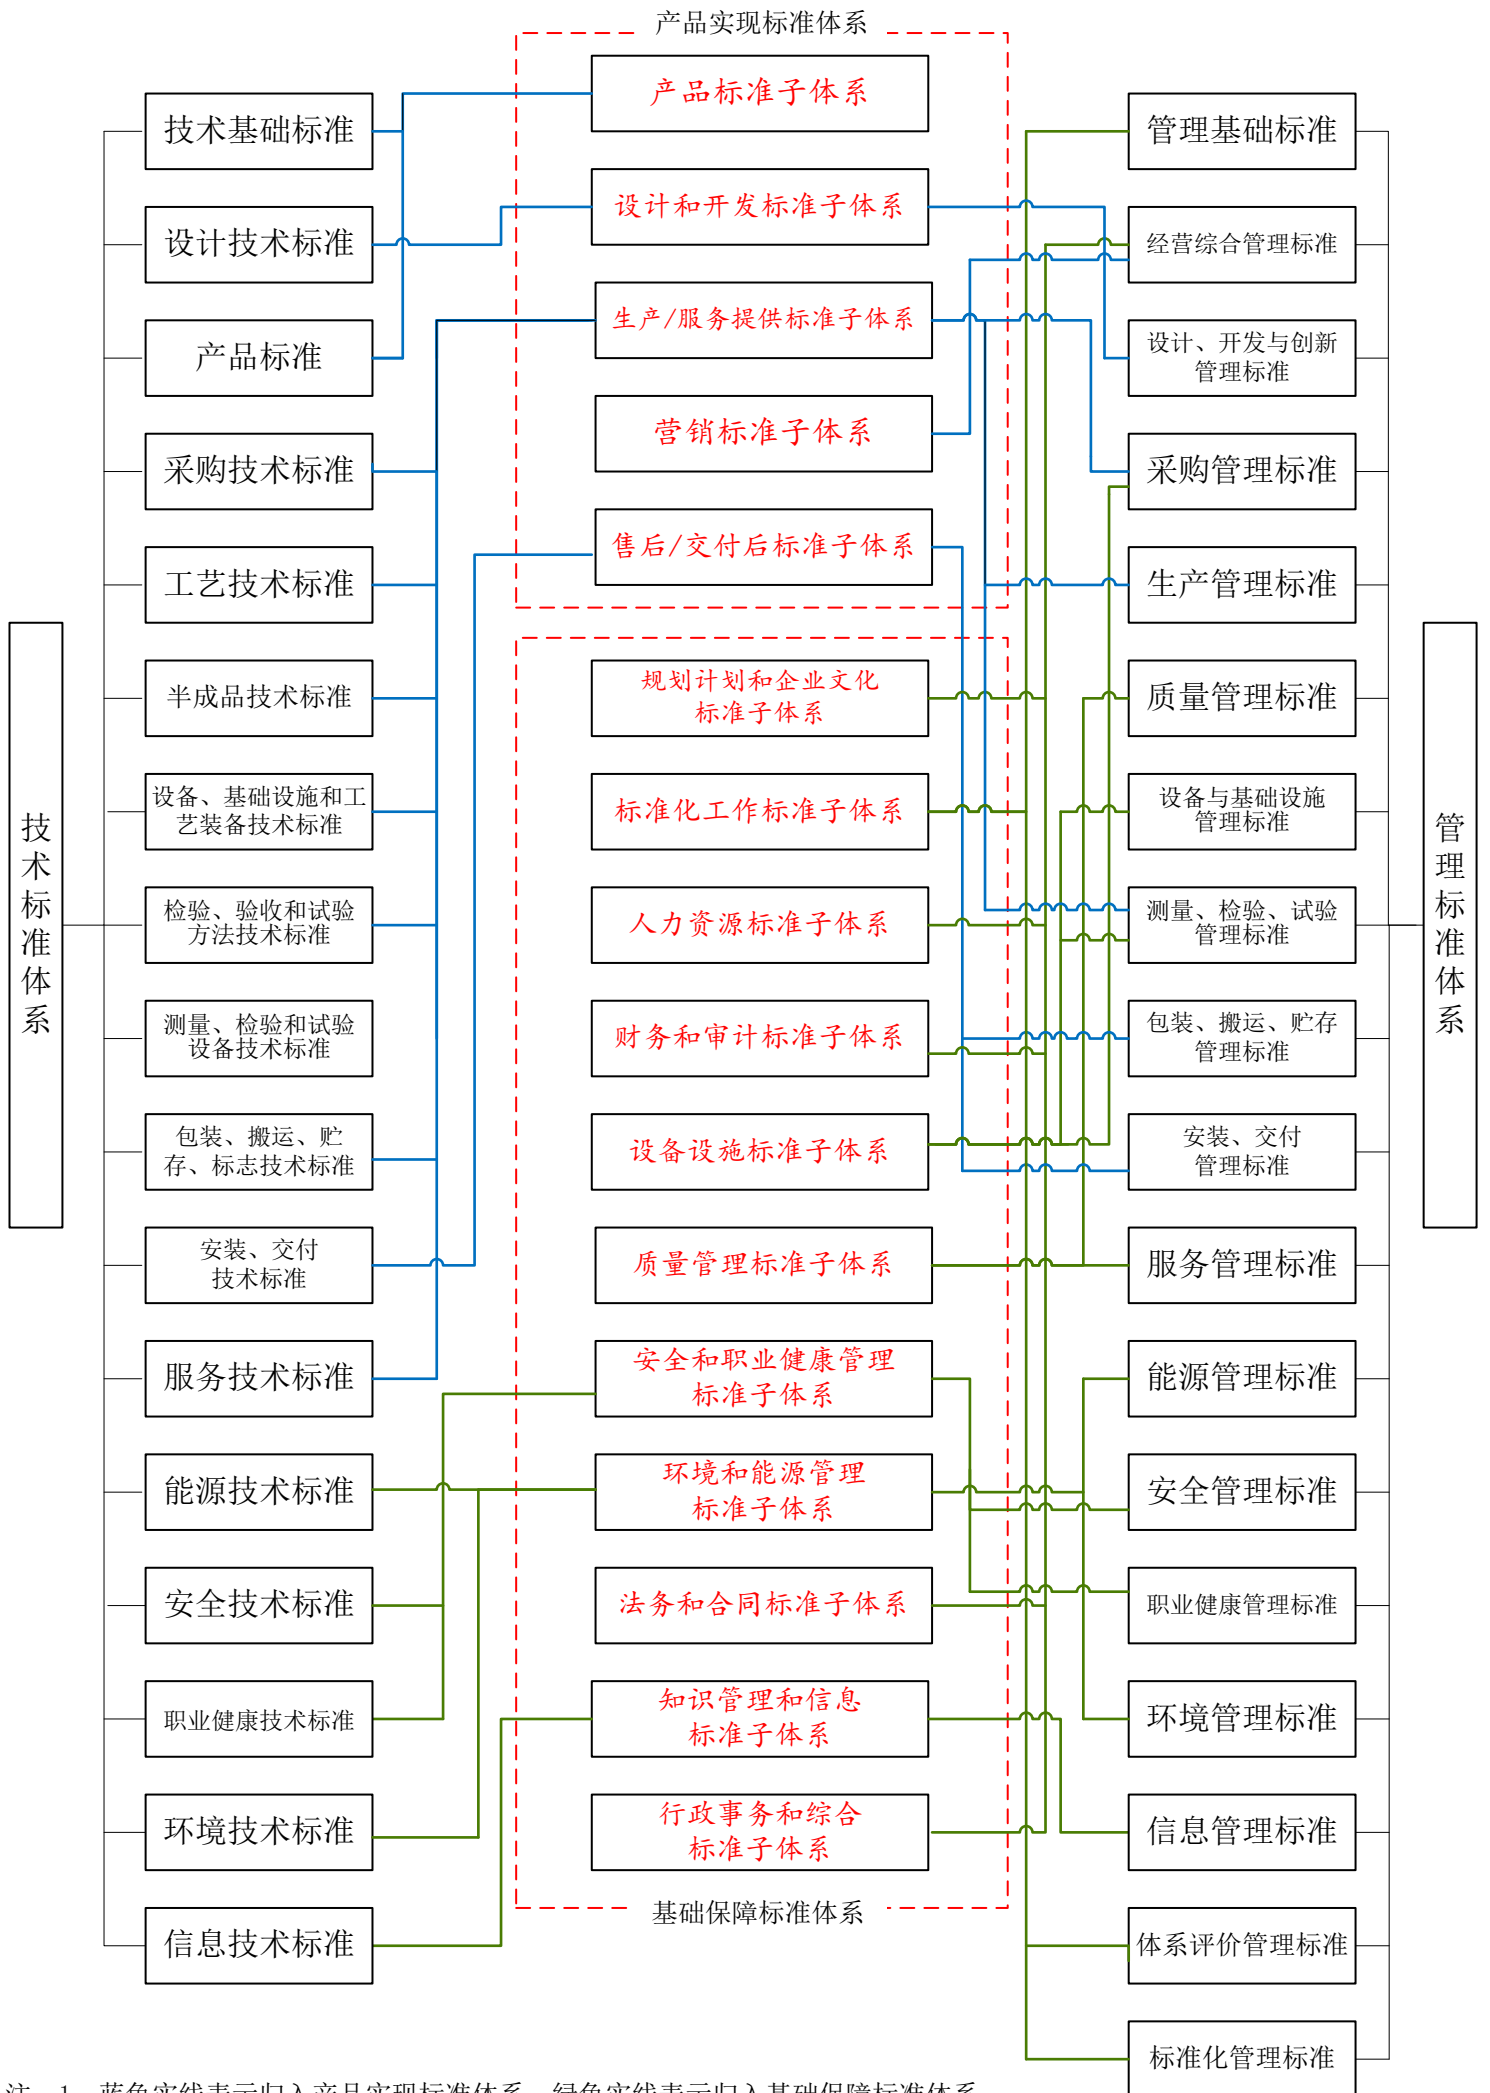 产品实现标准体系
产品标准子体系
设计和开发标准子体系
生产/服务提供标准子体系
营销标准子体系
售后/交付后标准子体系
规划计划和企业文化
标准子体系
标准化工作标准子体系
人力资源标准子体系
财务和审计标准子体系
设备设施标准子体系
质量管理标准子体系
安全和职业健康管理
标准子体系
环境和能源管理
标准子体系
法务和合同标准子体系
知识管理和信息
标准子体系
行政事务和综合
标准子体系
基础保障标准体系
技术标准体系
技术基础标准
设计技术标准
产品标准
采购技术标准
工艺技术标准
半成品技术标准
设备、基础设施和工
艺装备技术标准
检验、验收和试验
方法技术标准
测量、检验和试验
设备技术标准
包装、搬运、贮
存、标志技术标准
安装、交付
技术标准
服务技术标准
能源技术标准
安全技术标准
职业健康技术标准
环境技术标准
信息技术标准
管理基础标准
经营综合管理标准
设计、开发与创新
管理标准
采购管理标准
生产管理标准
质量管理标准
设备与基础设施
管理标准
测量、检验、试验
管理标准
包装、搬运、贮存
管理标准
安装、交付
管理标准
服务管理标准
能源管理标准
安全管理标准
职业健康管理标准
环境管理标准
信息管理标准
体系评价管理标准
标准化管理标准
管理标准体系